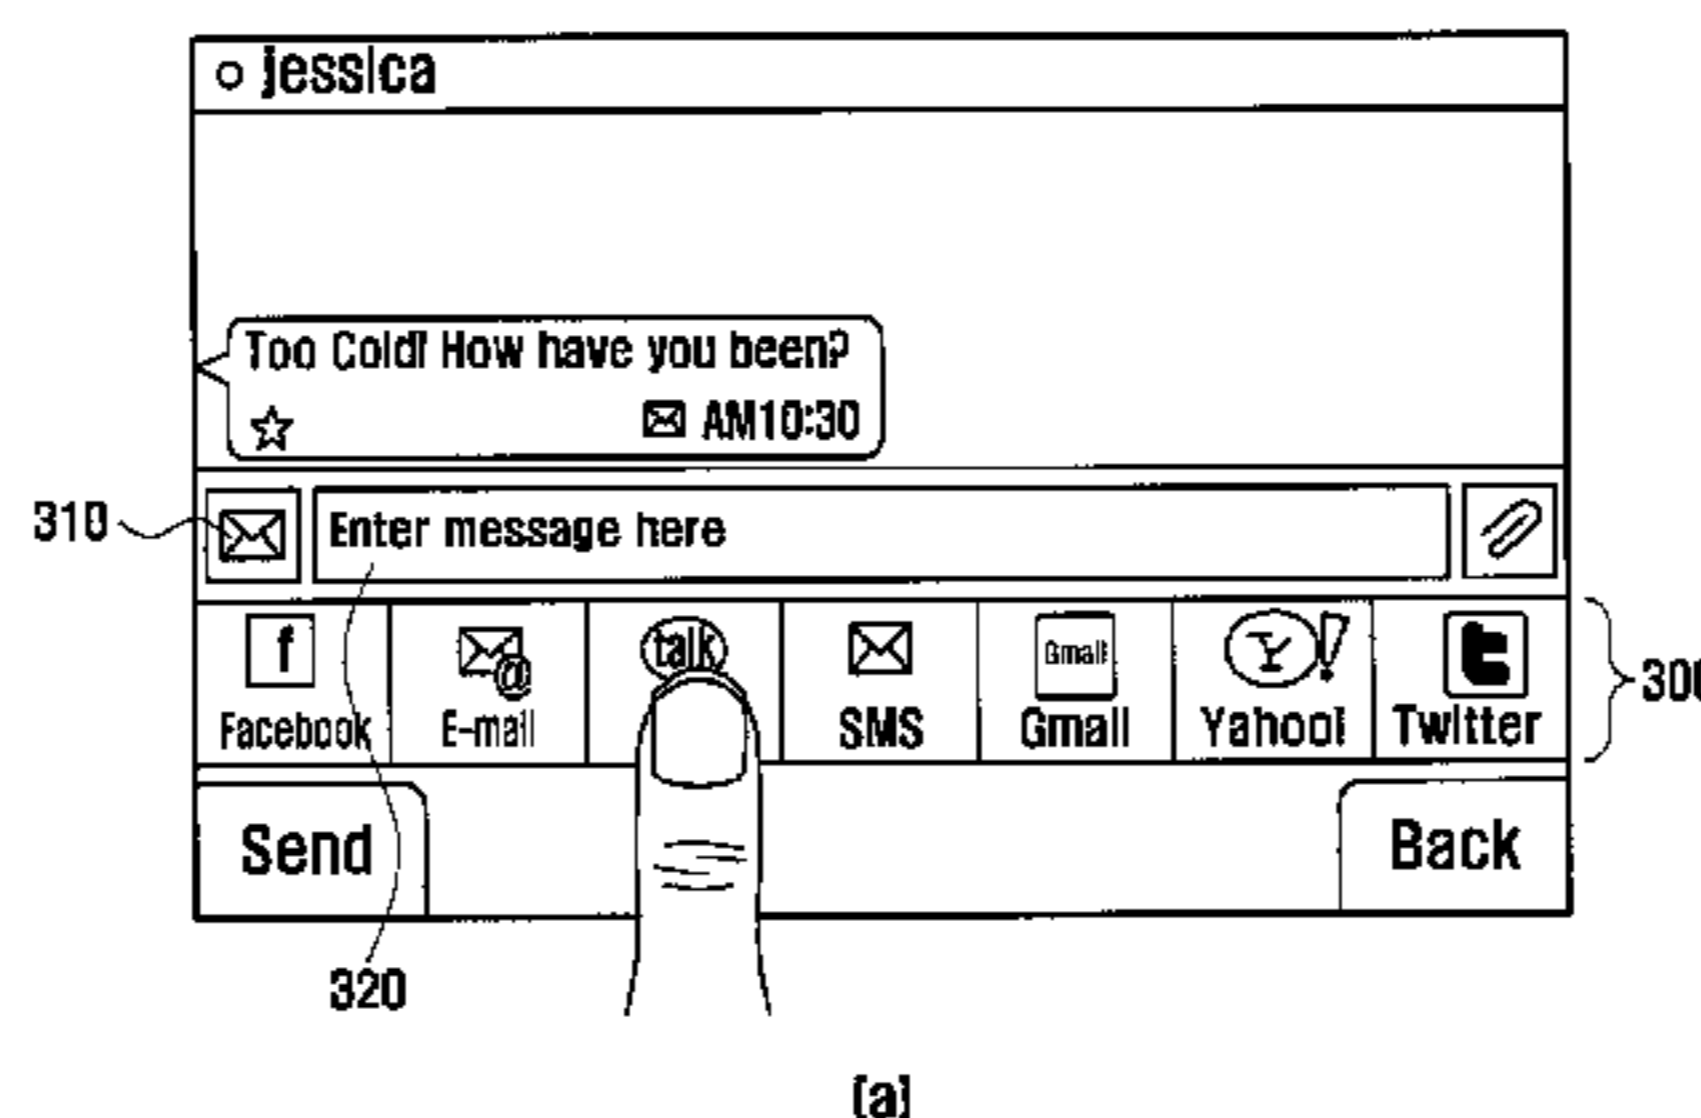 jessica
Too Cold! How have you been?
AM10:30
310
Enter message here
f
talk
Gmail
Y!
t
300
Facebook
E-mail
SMS
Gmail
Yahoo!
Twitter
Send
Back
320
(a)